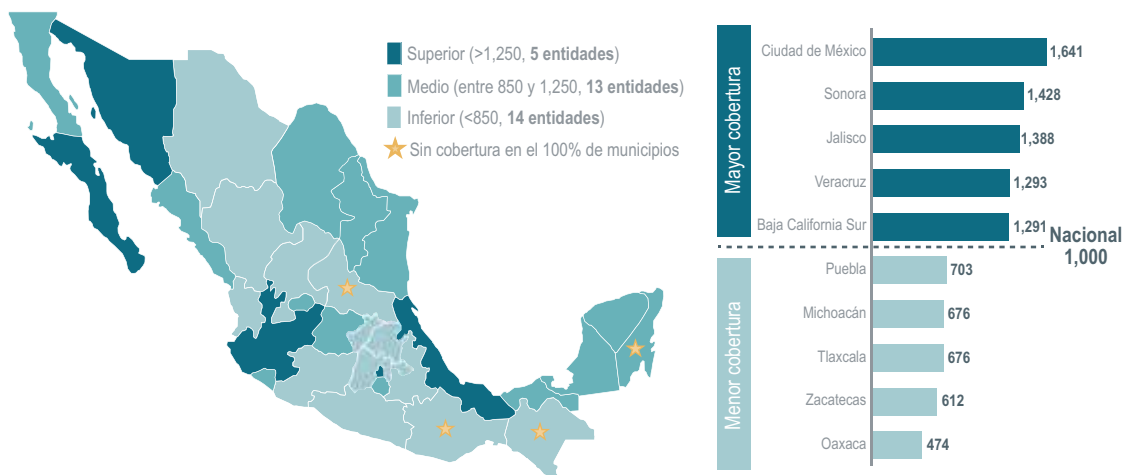 Superior (>1,250, 5 entidades)
Medio (entre 850 y 1,250, 13 entidades)
Inferior (<850, 14 entidades)
Sin cobertura en el 100% de municipios
Mayor cobertura
Ciudad de México 1,641
Sonora 1,428
Jalisco 1,388
Veracruz 1,293
Baja California Sur 1,291
Nacional
1,000
Menor cobertura
Puebla 703
Michoacán 676
Tlaxcala 676
Zacatecas 612
Oaxaca 474